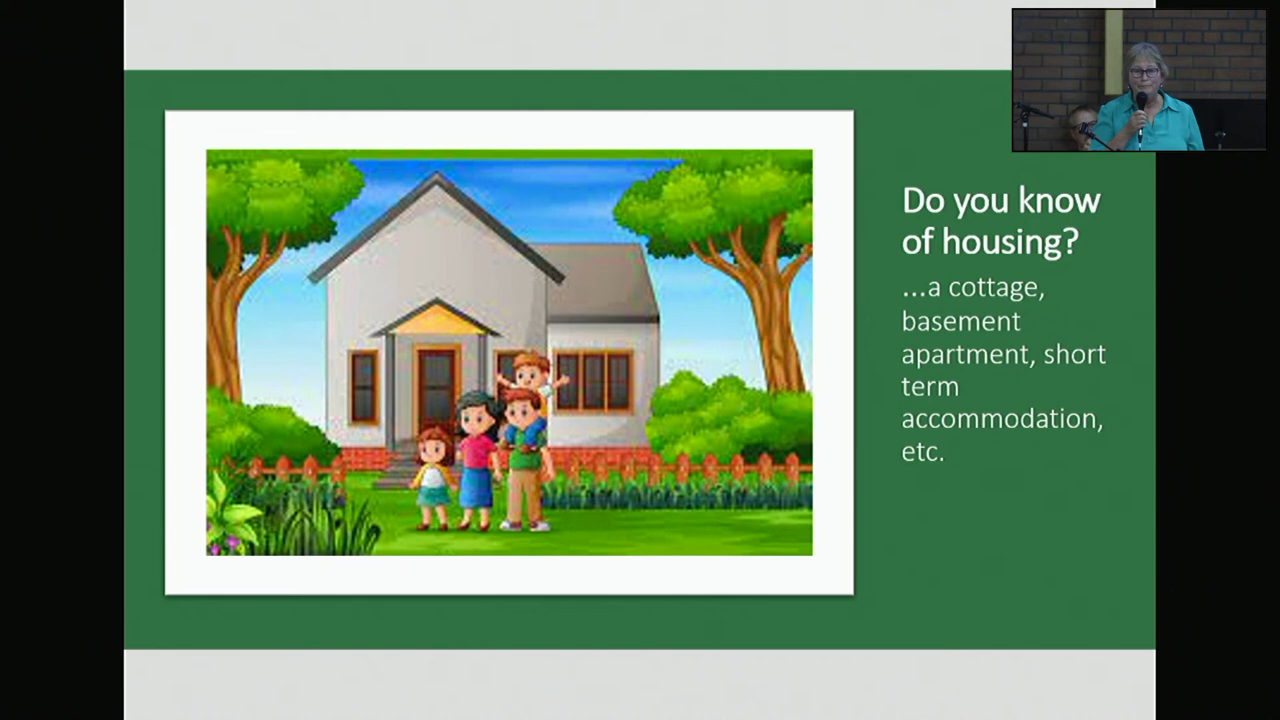 Do you know
of housing?
...a cottage,
basement
apartment, short
term
accommodation,
etc.